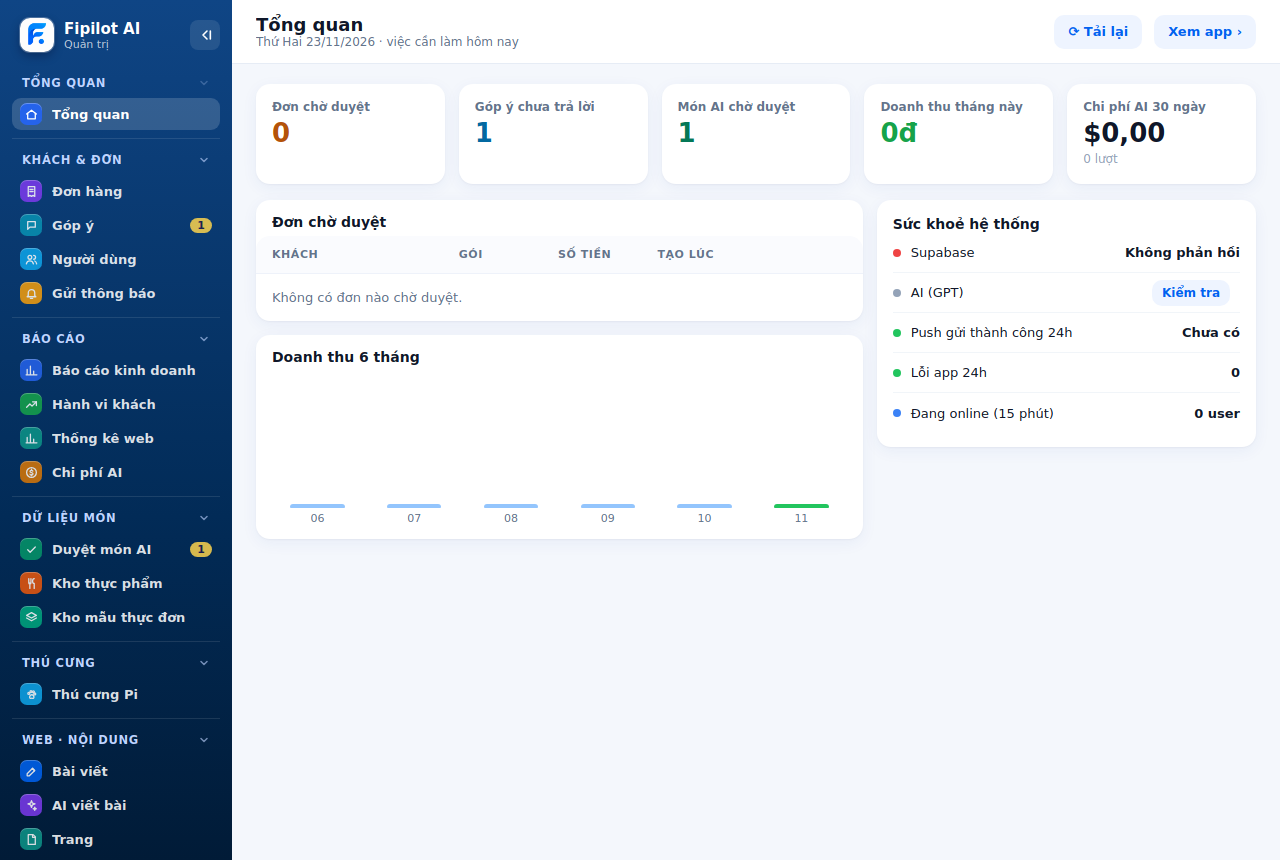 Fipilot AI
Quản trị
TỔNG QUAN
Tổng quan
KHÁCH & ĐƠN
Đơn hàng
Góp ý 1
Người dùng
Gửi thông báo
BÁO CÁO
Báo cáo kinh doanh
Hành vi khách
Thống kê web
Chi phí AI
DỮ LIỆU MÓN
Duyệt món AI 1
Kho thực phẩm
Kho mẫu thực đơn
THÚ CƯNG
Thú cưng Pi
WEB · NỘI DUNG
Bài viết
AI viết bài
Trang
Tổng quan
Thứ Hai 23/11/2026 · việc cần làm hôm nay
⟳ Tải lại
Xem app ›
Đơn chờ duyệt
0
Góp ý chưa trả lời
1
Món AI chờ duyệt
1
Doanh thu tháng này
0đ
Chi phí AI 30 ngày
$0,00
0 lượt
Đơn chờ duyệt
KHÁCH GÓI SỐ TIỀN TẠO LÚC
Không có đơn nào chờ duyệt.
Doanh thu 6 tháng
06 07 08 09 10 11
Sức khoẻ hệ thống
Supabase Không phản hồi
AI (GPT) Kiểm tra
Push gửi thành công 24h Chưa có
Lỗi app 24h 0
Đang online (15 phút) 0 user